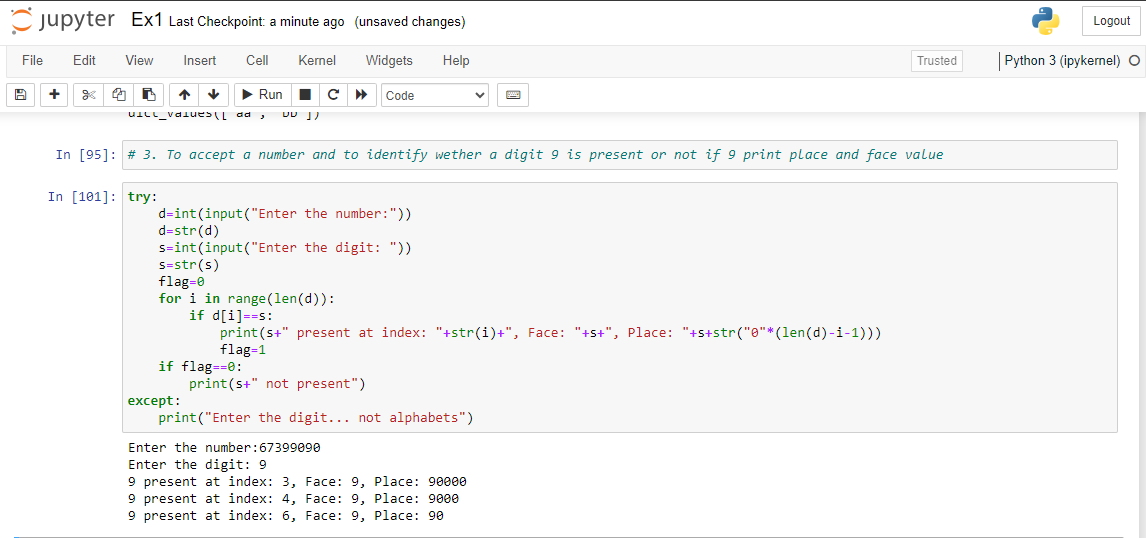 jupyter Ex1 Last Checkpoint: a minute ago (unsaved changes)
Logout
File Edit View Insert Cell Kernel Widgets Help
Trusted
Python 3 (ipykernel)
Run
Code
dict_values(['aa', 'bb'])
In [95]: # 3. To accept a number and to identify wether a digit 9 is present or not if 9 print place and face value
In [101]: try:
    d=int(input("Enter the number:"))
    d=str(d)
    s=int(input("Enter the digit: "))
    s=str(s)
    flag=0
    for i in range(len(d)):
        if d[i]==s:
            print(s+" present at index: "+str(i)+", Face: "+s+", Place: "+s+str("0"*(len(d)-i-1)))
            flag=1
    if flag==0:
        print(s+" not present")
except:
    print("Enter the digit... not alphabets")
Enter the number:67399090
Enter the digit: 9
9 present at index: 3, Face: 9, Place: 90000
9 present at index: 4, Face: 9, Place: 9000
9 present at index: 6, Face: 9, Place: 90